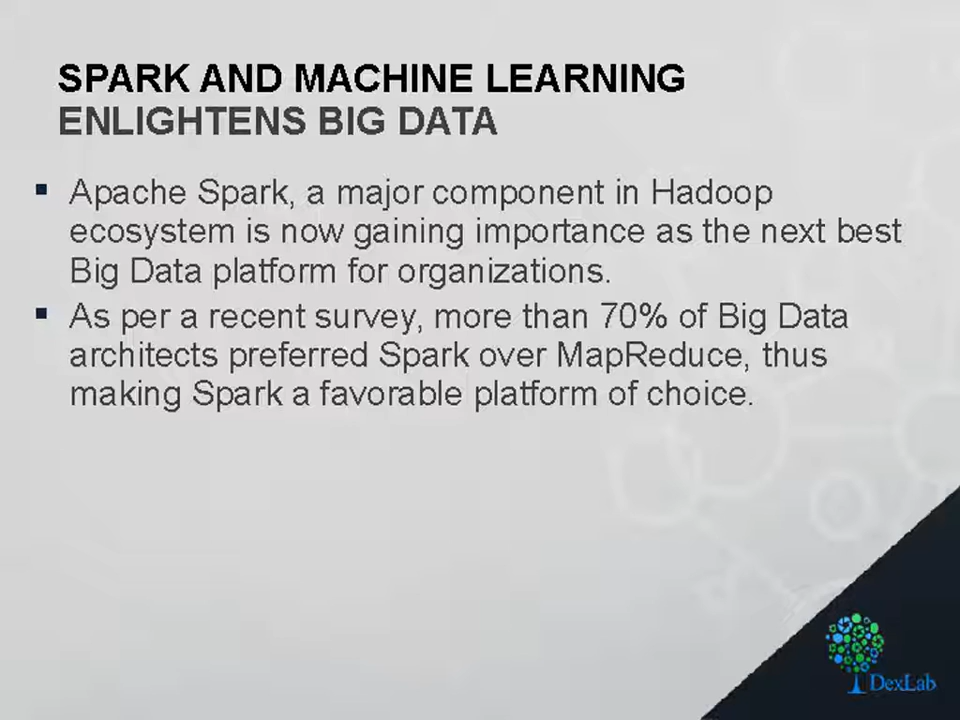 SPARK AND MACHINE LEARNING
ENLIGHTENS BIG DATA
▪ Apache Spark, a major component in Hadoop
ecosystem is now gaining importance as the next best
Big Data platform for organizations.
▪ As per a recent survey, more than 70% of Big Data
architects preferred Spark over MapReduce, thus
making Spark a favorable platform of choice.
DexLab